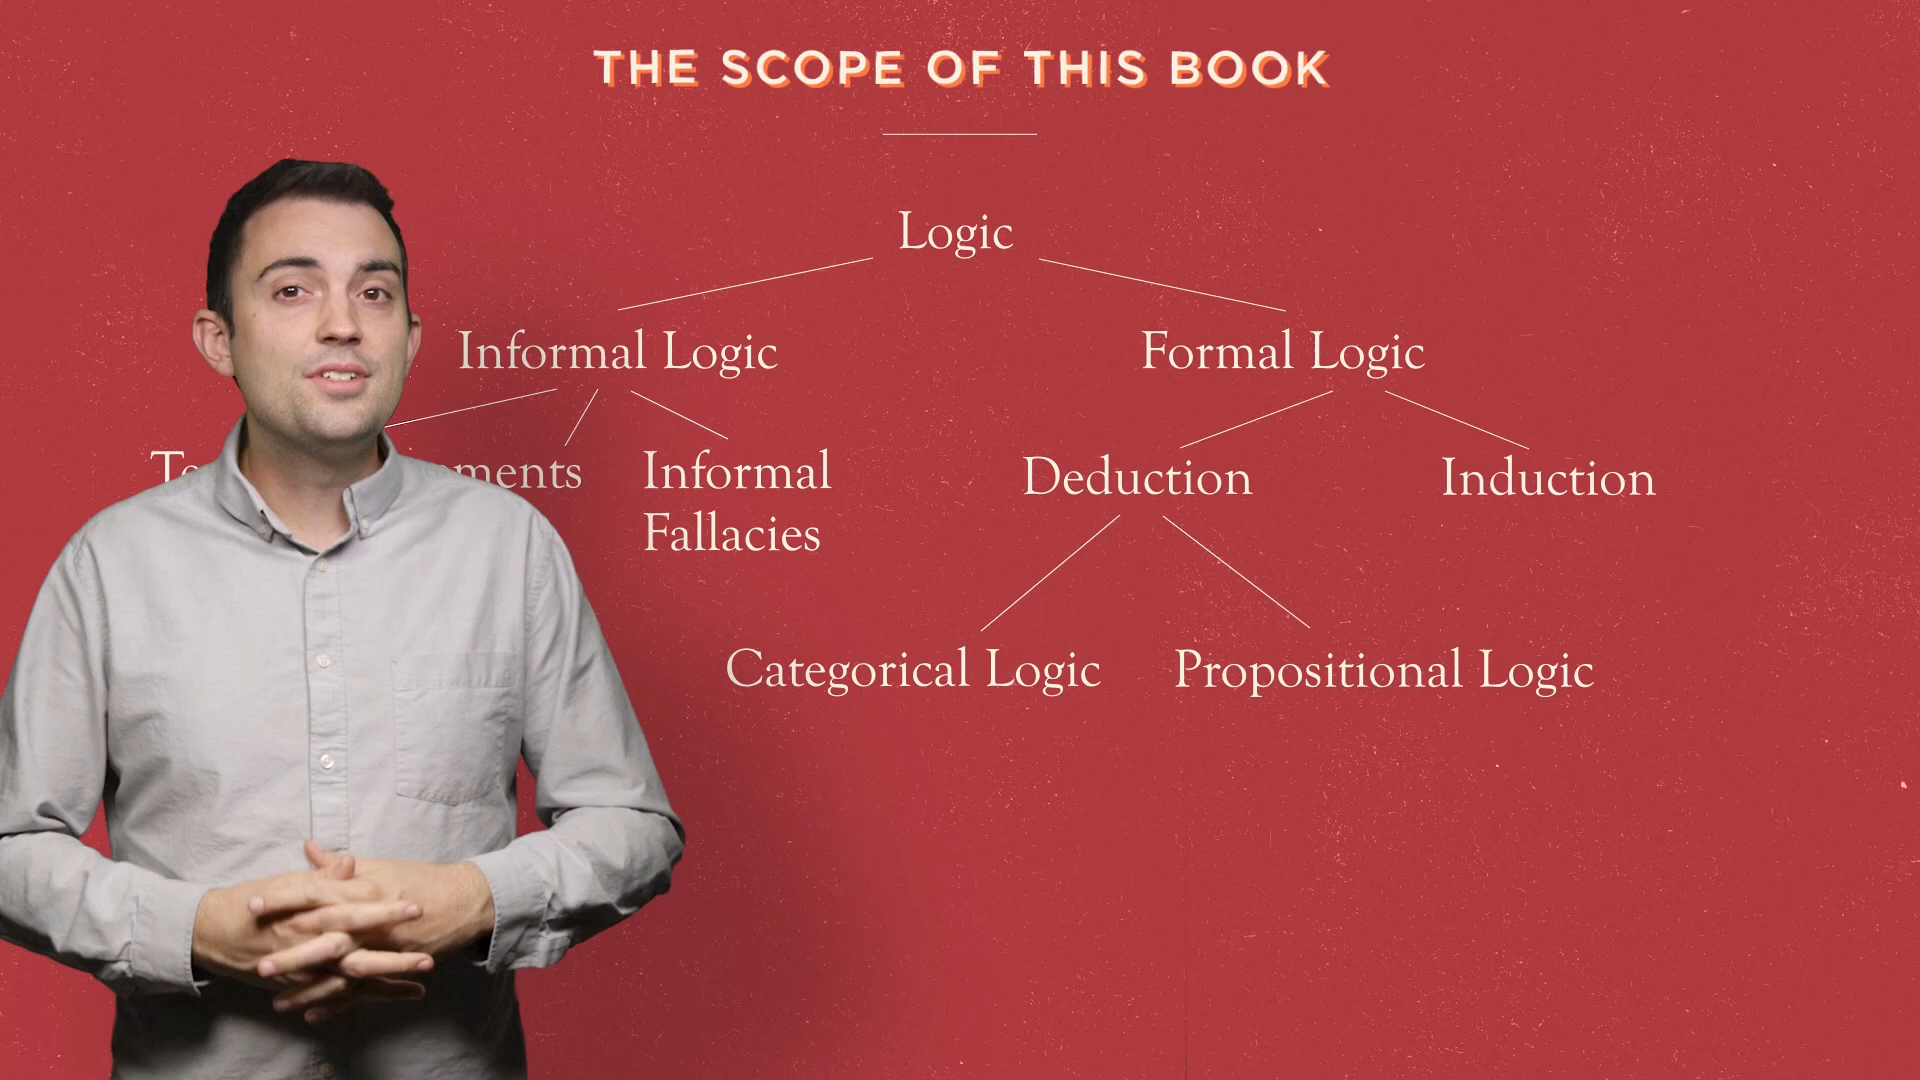 THE SCOPE OF THIS BOOK
Logic
Informal Logic
Formal Logic
Informal
Fallacies
Deduction
Induction
Categorical Logic
Propositional Logic